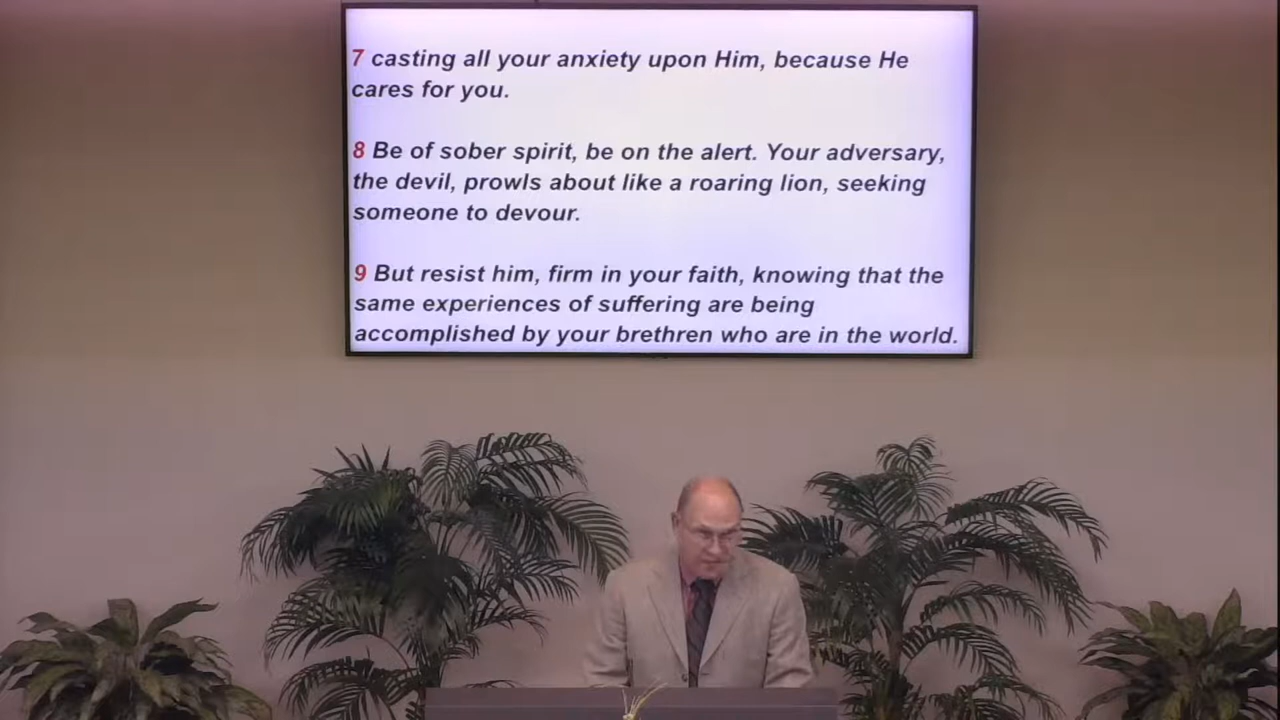 7 casting all your anxiety upon Him, because He
cares for you.
8 Be of sober spirit, be on the alert. Your adversary,
the devil, prowls about like a roaring lion, seeking
someone to devour.
9 But resist him, firm in your faith, knowing that the
same experiences of suffering are being
accomplished by your brethren who are in the world.